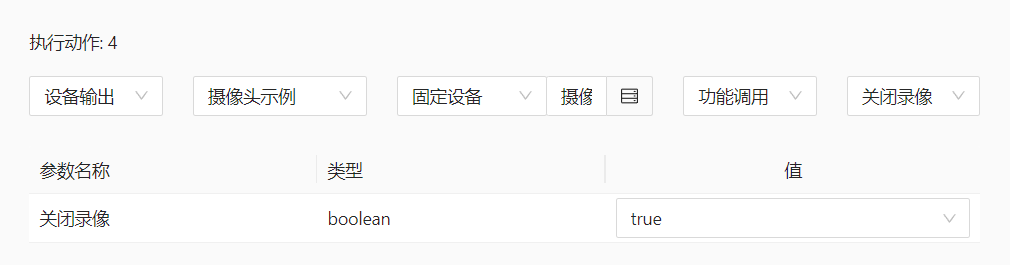 执行动作: 4
设备输出 摄像头示例 固定设备 摄像 功能调用 关闭录像
参数名称 类型 值
关闭录像 boolean true